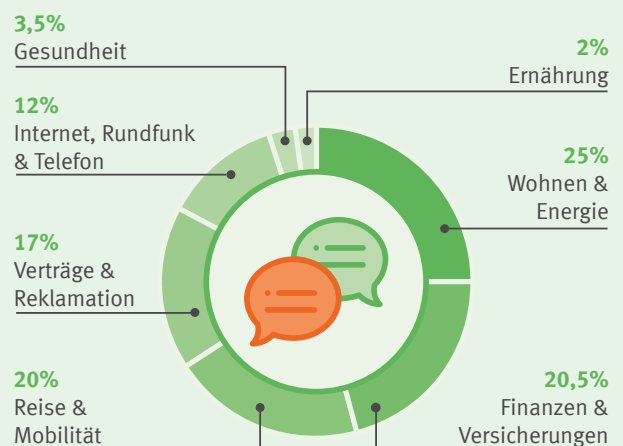 3,5%
Gesundheit
2%
Ernährung
12%
Internet, Rundfunk
& Telefon
25%
Wohnen &
Energie
17%
Verträge &
Reklamation
20%
Reise &
Mobilität
20,5%
Finanzen &
Versicherungen